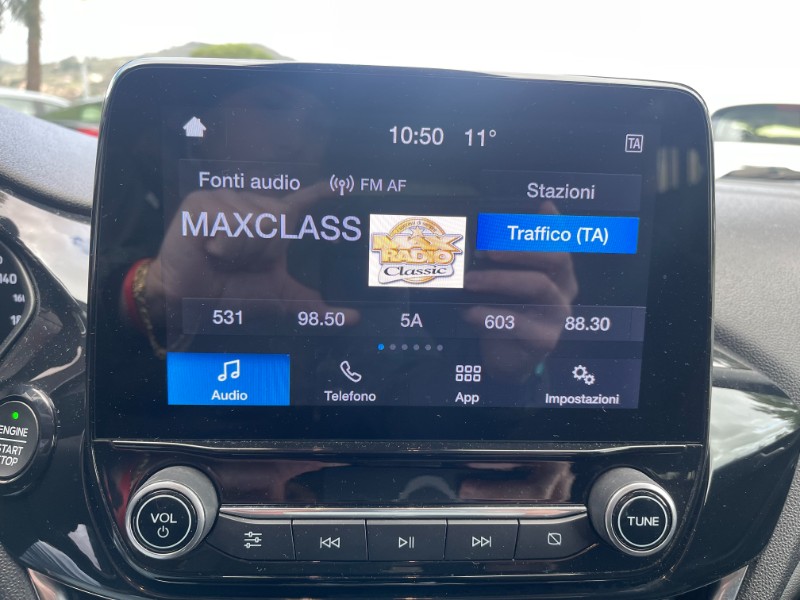 10:50 11°
TA
Fonti audio FM AF
Stazioni
MAXCLASS
MAX
RADIO
Classic
Traffico (TA)
531 98.50 5A 603 88.30
Audio Telefono App Impostazioni
ENGINE
START
STOP
VOL
TUNE